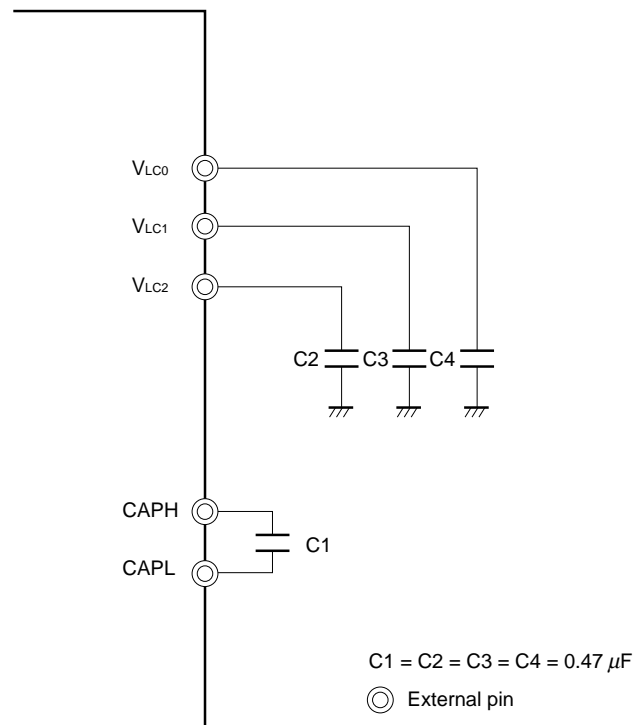 VLC0
VLC1
VLC2
C2 C3 C4
CAPH
C1
CAPL
C1 = C2 = C3 = C4 = 0.47 μF
External pin